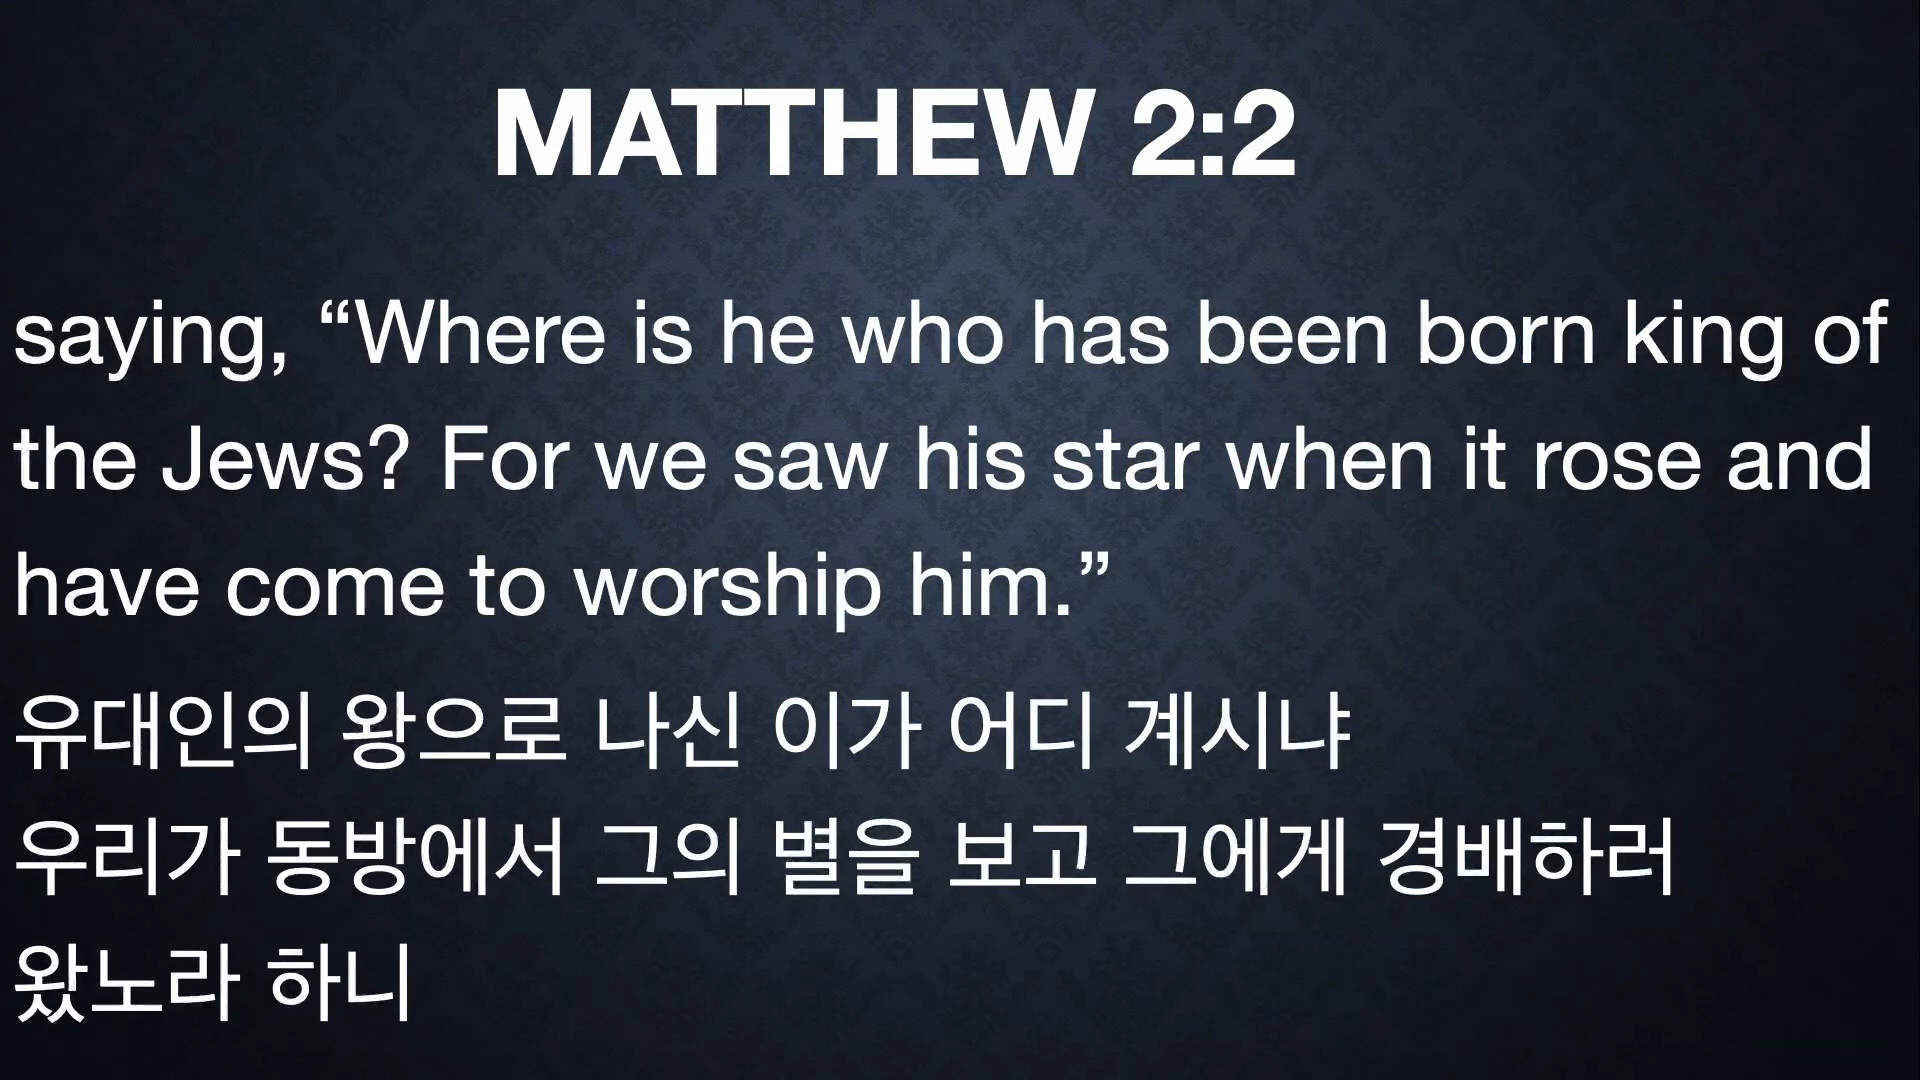 MATTHEW 2:2
saying, “Where is he who has been born king of
the Jews? For we saw his star when it rose and
have come to worship him.”
유대인의 왕으로 나신 이가 어디 계시냐
우리가 동방에서 그의 별을 보고 그에게 경배하러
왔노라 하니